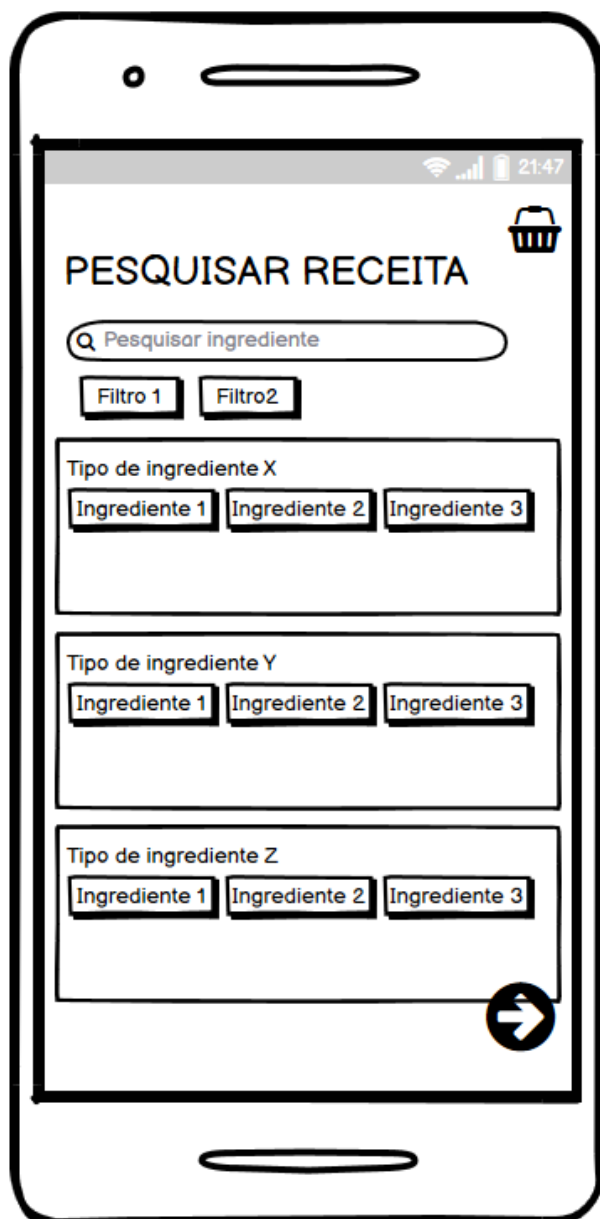 21:47
PESQUISAR RECEITA
Pesquisar ingrediente
Filtro 1 Filtro2
Tipo de ingrediente X
Ingrediente 1 Ingrediente 2 Ingrediente 3
Tipo de ingrediente Y
Ingrediente 1 Ingrediente 2 Ingrediente 3
Tipo de ingrediente Z
Ingrediente 1 Ingrediente 2 Ingrediente 3